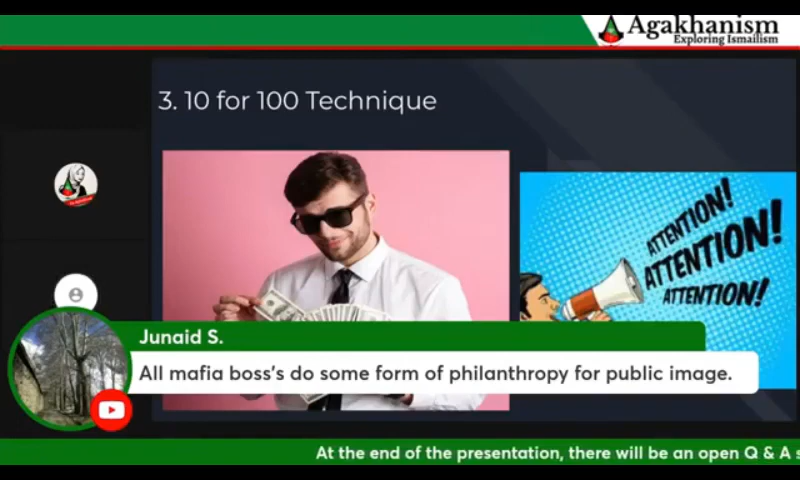 Agakhanism
Exploring Ismailism
3. 10 for 100 Technique
ATTENTION!
ATTENTION!
ATTENTION!
Junaid S.
All mafia boss's do some form of philanthropy for public image.
At the end of the presentation, there will be an open Q & A s